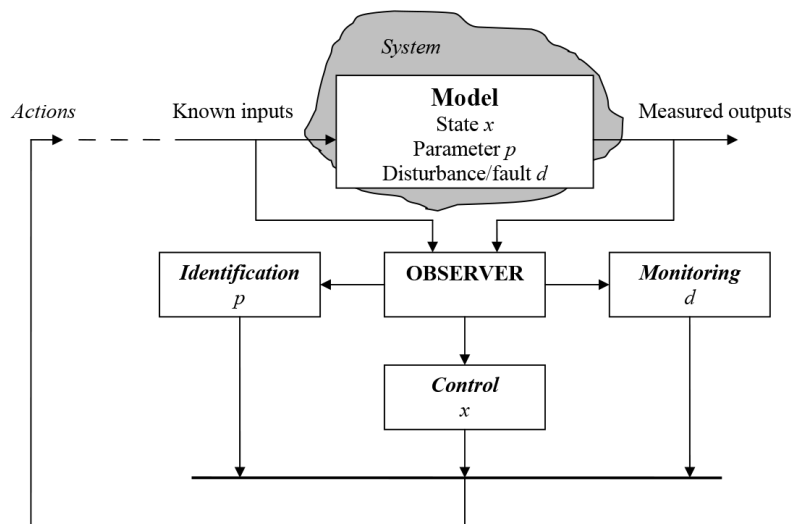 System
Actions
Known inputs
Model
State x
Parameter p
Disturbance/fault d
Measured outputs
Identification
p
OBSERVER
Monitoring
d
Control
x